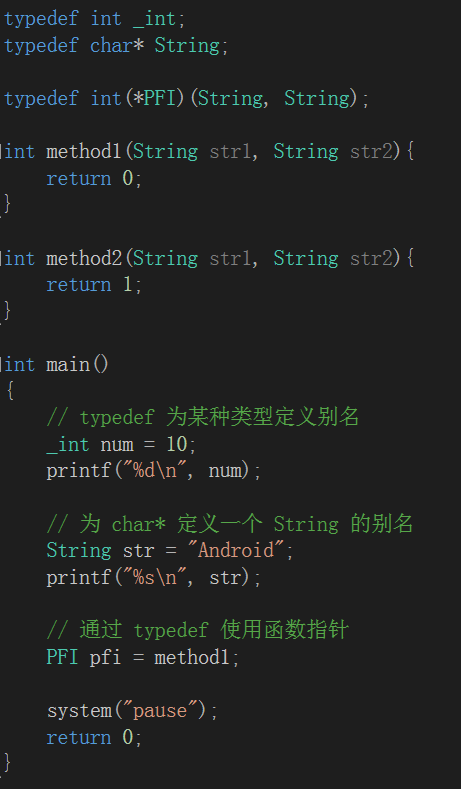 typedef int _int;
typedef char* String;
typedef int(*PFI)(String, String);
int method1(String str1, String str2){
return 0;
}
int method2(String str1, String str2){
return 1;
}
int main()
{
// typedef 为某种类型定义别名
_int num = 10;
printf("%d\n", num);
// 为 char* 定义一个 String 的别名
String str = "Android";
printf("%s\n", str);
// 通过 typedef 使用函数指针
PFI pfi = method1;
system("pause");
return 0;
}